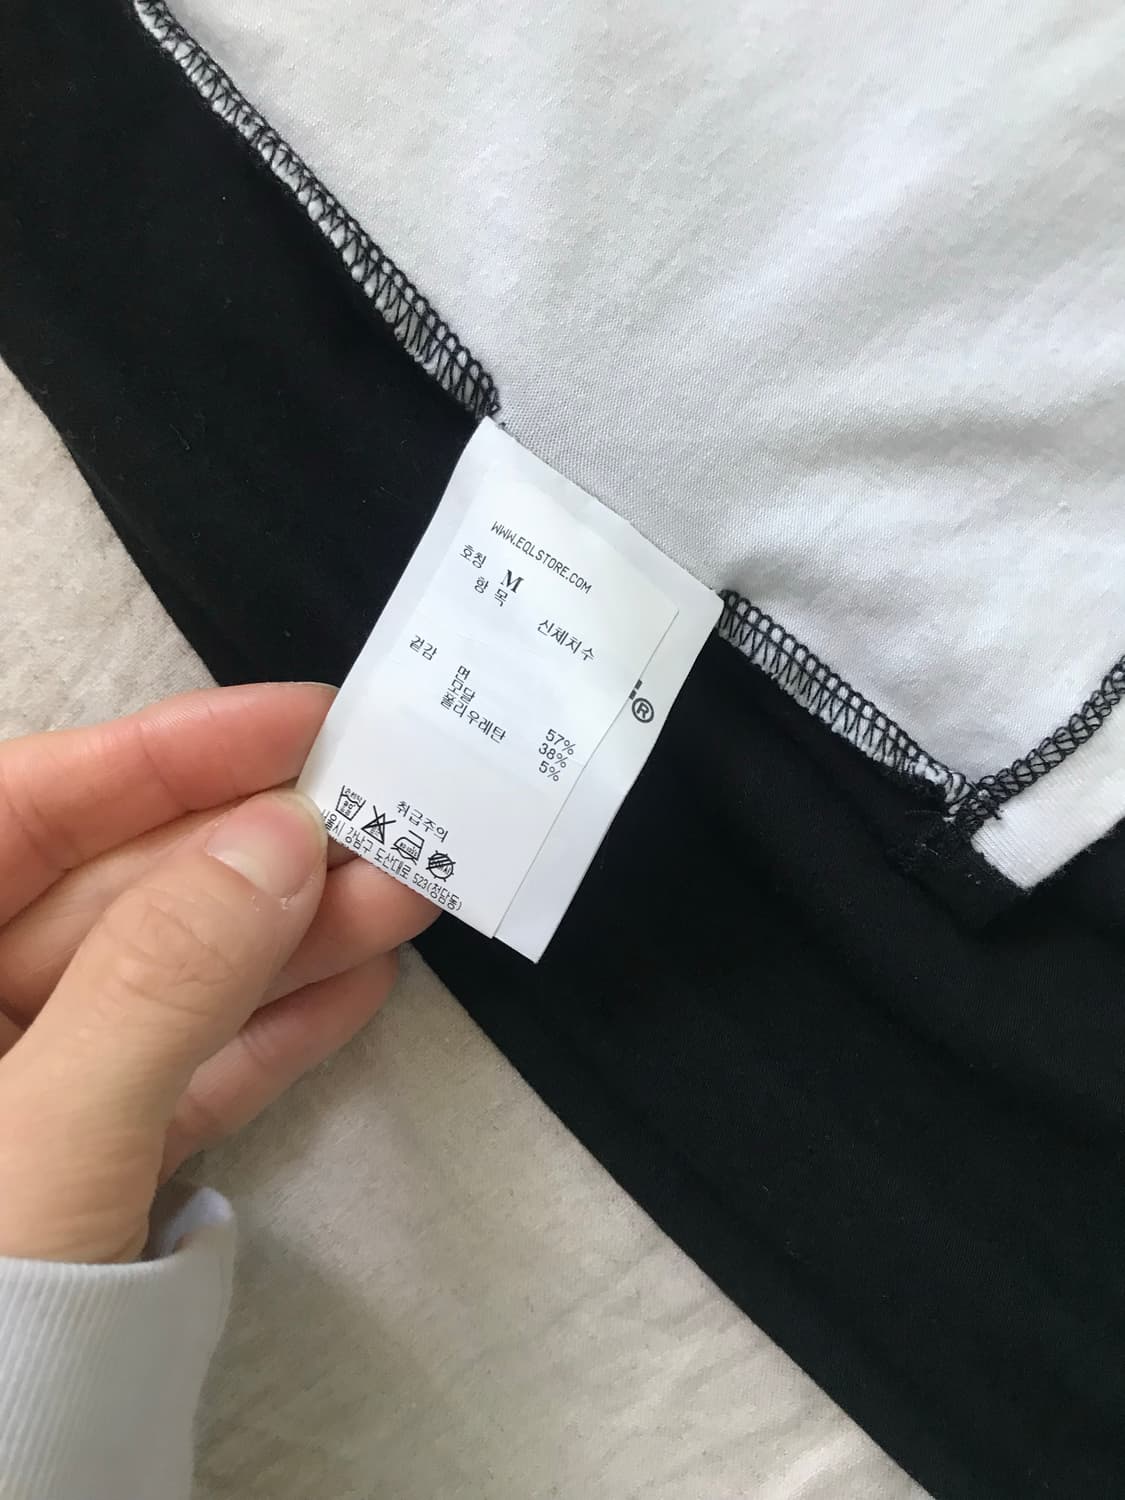 WWW.EQLSTORE.COM
호칭 M
항 목 신체치수
겉감
면 57%
모달 38%
폴리우레탄 5%
취급주의
서울시 강남구 도산대로 523(청담동)
®